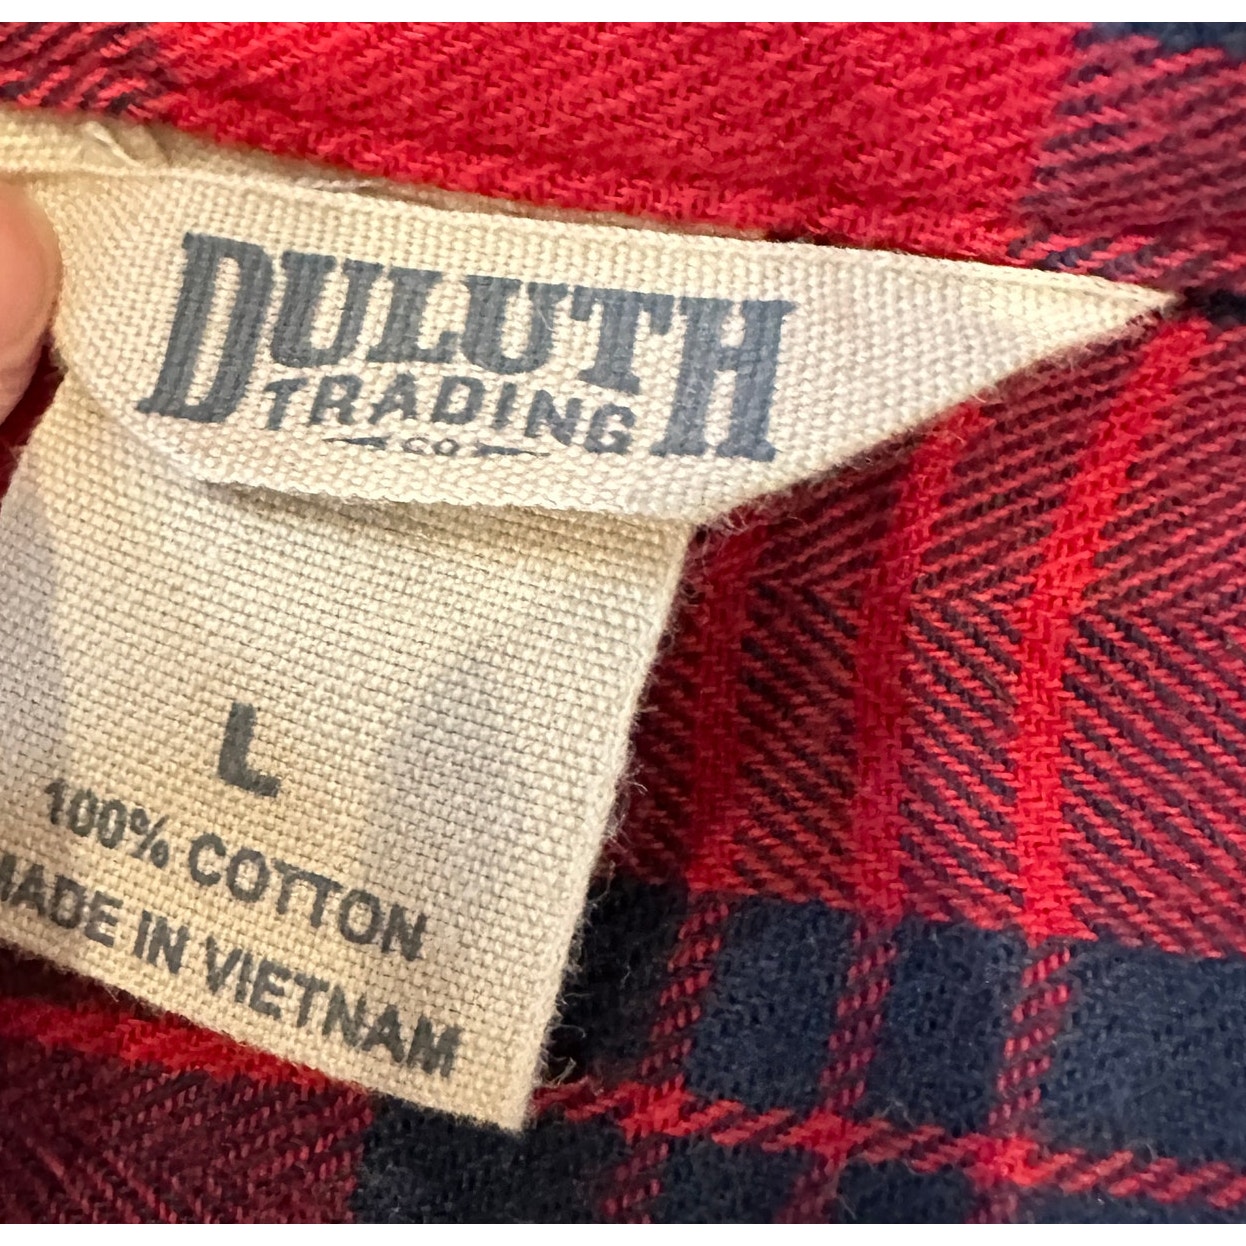 DULUTH
TRADING
CO
L
100% COTTON
MADE IN VIETNAM